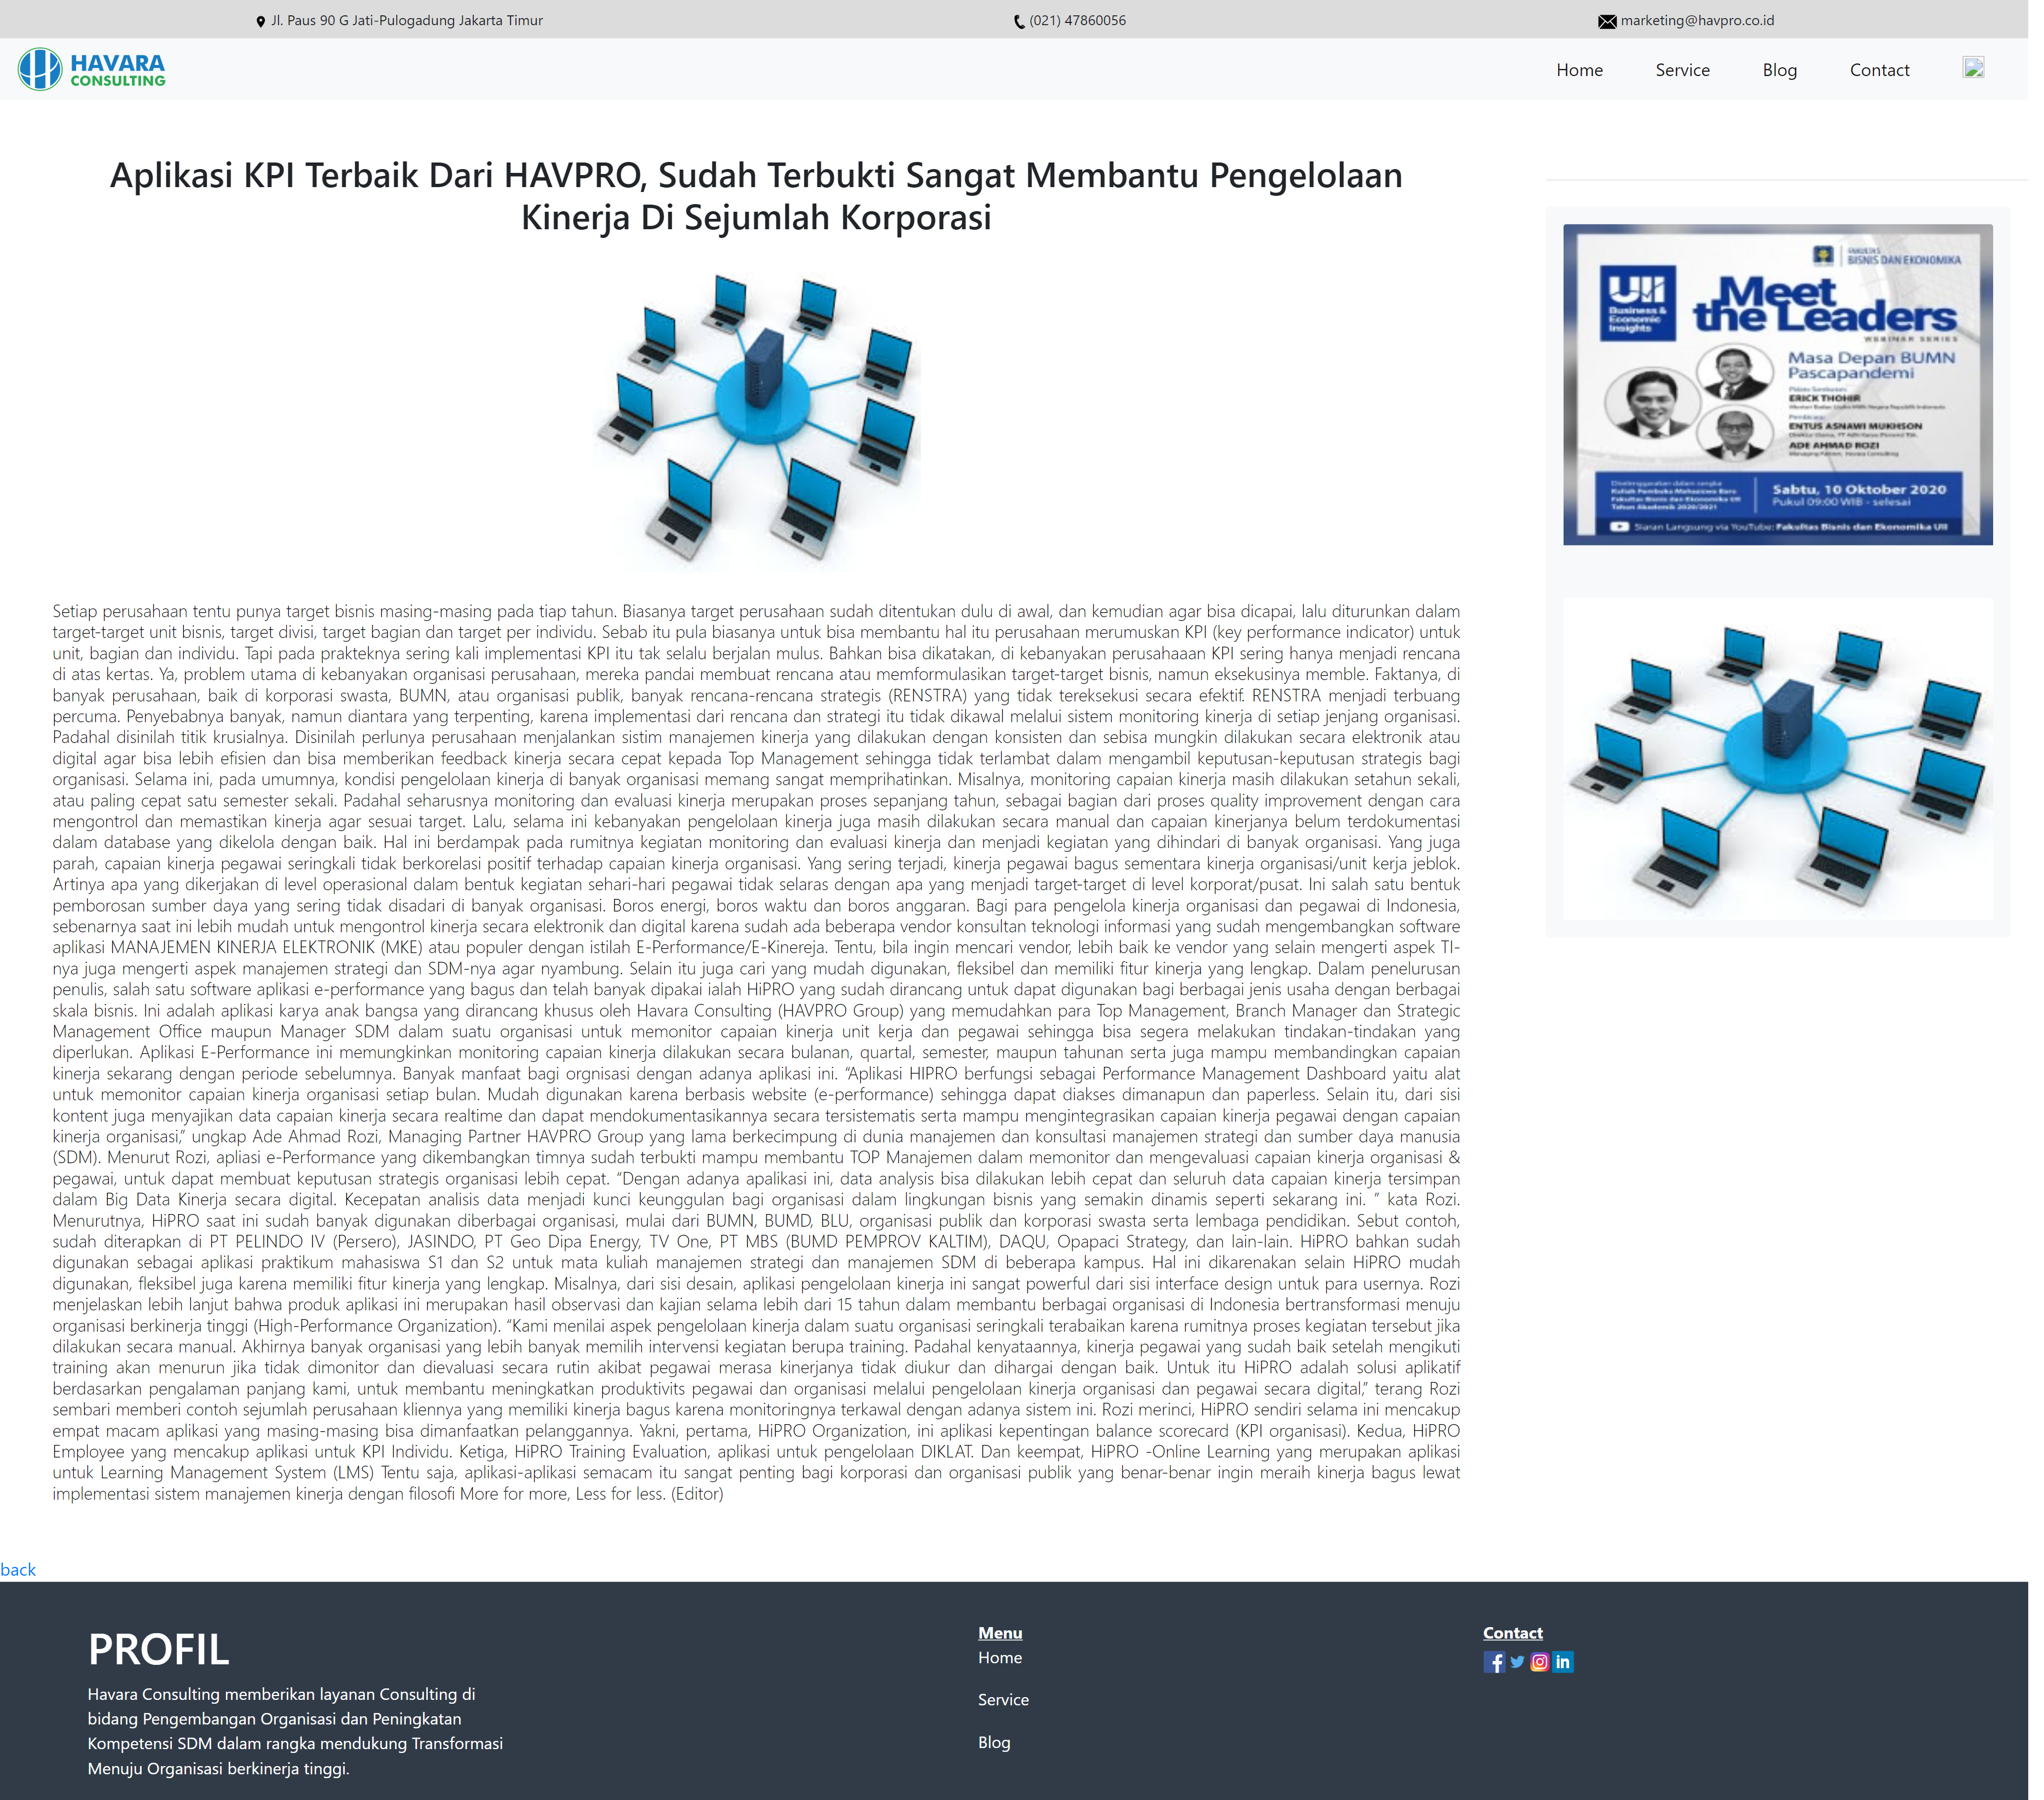 Jl. Paus 90 G Jati-Pulogadung Jakarta Timur
(021) 47860056
marketing@havpro.co.id
HAVARA
CONSULTING
Home
Service
Blog
Contact
Aplikasi KPI Terbaik Dari HAVPRO, Sudah Terbukti Sangat Membantu Pengelolaan
Kinerja Di Sejumlah Korporasi
Setiap perusahaan tentu punya target bisnis masing-masing pada tiap tahun. Biasanya target perusahaan sudah ditentukan dulu di awal, dan kemudian agar bisa dicapai, lalu diturunkan dalam
target-target unit bisnis, target divisi, target bagian dan target per individu. Sebab itu pula biasanya untuk bisa membantu hal itu perusahaan merumuskan KPI (key performance indicator) untuk
unit, bagian dan individu. Tapi pada prakteknya sering kali implementasi KPI itu tak selalu berjalan mulus. Bahkan bisa dikatakan, di kebanyakan perusahaaan KPI sering hanya menjadi rencana
di atas kertas. Ya, problem utama di kebanyakan organisasi perusahaan, mereka pandai membuat rencana atau memformulasikan target-target bisnis, namun eksekusinya memble. Faktanya, di
banyak perusahaan, baik di korporasi swasta, BUMN, atau organisasi publik, banyak rencana-rencana strategis (RENSTRA) yang tidak tereksekusi secara efektif. RENSTRA menjadi terbuang
percuma. Penyebabnya banyak, namun diantara yang terpenting, karena implementasi dari rencana dan strategi itu tidak dikawal melalui sistem monitoring kinerja di setiap jenjang organisasi.
Padahal disinilah titik krusialnya. Disinilah perlunya perusahaan menjalankan sistim manajemen kinerja yang dilakukan dengan konsisten dan sebisa mungkin dilakukan secara elektronik atau
digital agar bisa lebih efisien dan bisa memberikan feedback kinerja secara cepat kepada Top Management sehingga tidak terlambat dalam mengambil keputusan-keputusan strategis bagi
organisasi. Selama ini, pada umumnya, kondisi pengelolaan kinerja di banyak organisasi memang sangat memprihatinkan. Misalnya, monitoring capaian kinerja masih dilakukan setahun sekali,
atau paling cepat satu semester sekali. Padahal seharusnya monitoring dan evaluasi kinerja merupakan proses sepanjang tahun, sebagai bagian dari proses quality improvement dengan cara
mengontrol dan memastikan kinerja agar sesuai target. Lalu, selama ini kebanyakan pengelolaan kinerja juga masih dilakukan secara manual dan capaian kinerjanya belum terdokumentasi
dalam database yang dikelola dengan baik. Hal ini berdampak pada rumitnya kegiatan monitoring dan evaluasi kinerja dan menjadi kegiatan yang dihindari di banyak organisasi. Yang juga
parah, capaian kinerja pegawai seringkali tidak berkorelasi positif terhadap capaian kinerja organisasi. Yang sering terjadi, kinerja pegawai bagus sementara kinerja organisasi/unit kerja jeblok.
Artinya apa yang dikerjakan di level operasional dalam bentuk kegiatan sehari-hari pegawai tidak selaras dengan apa yang menjadi target-target di level korporat/pusat. Ini salah satu bentuk
pemborosan sumber daya yang sering tidak disadari di banyak organisasi. Boros energi, boros waktu dan boros anggaran. Bagi para pengelola kinerja organisasi dan pegawai di Indonesia,
sebenarnya saat ini lebih mudah untuk mengontrol kinerja secara elektronik dan digital karena sudah ada beberapa vendor konsultan teknologi informasi yang sudah mengembangkan software
aplikasi MANAJEMEN KINERJA ELEKTRONIK (MKE) atau populer dengan istilah E-Performance/E-Kinereja. Tentu, bila ingin mencari vendor, lebih baik ke vendor yang selain mengerti aspek TI-
nya juga mengerti aspek manajemen strategi dan SDM-nya agar nyambung. Selain itu juga cari yang mudah digunakan, fleksibel dan memiliki fitur kinerja yang lengkap. Dalam penelurusan
penulis, salah satu software aplikasi e-performance yang bagus dan telah banyak dipakai ialah HiPRO yang sudah dirancang untuk dapat digunakan bagi berbagai jenis usaha dengan berbagai
skala bisnis. Ini adalah aplikasi karya anak bangsa yang dirancang khusus oleh Havara Consulting (HAVPRO Group) yang memudahkan para Top Management, Branch Manager dan Strategic
Management Office maupun Manager SDM dalam suatu organisasi untuk memonitor capaian kinerja unit kerja dan pegawai sehingga bisa segera melakukan tindakan-tindakan yang
diperlukan. Aplikasi E-Performance ini memungkinkan monitoring capaian kinerja dilakukan secara bulanan, quartal, semester, maupun tahunan serta juga mampu membandingkan capaian
kinerja sekarang dengan periode sebelumnya. Banyak manfaat bagi orgnisasi dengan adanya aplikasi ini. “Aplikasi HIPRO berfungsi sebagai Performance Management Dashboard yaitu alat
untuk memonitor capaian kinerja organisasi setiap bulan. Mudah digunakan karena berbasis website (e-performance) sehingga dapat diakses dimanapun dan paperless. Selain itu, dari sisi
kontent juga menyajikan data capaian kinerja secara realtime dan dapat mendokumentasikannya secara tersistematis serta mampu mengintegrasikan capaian kinerja pegawai dengan capaian
kinerja organisasi,” ungkap Ade Ahmad Rozi, Managing Partner HAVPRO Group yang lama berkecimpung di dunia manajemen dan konsultasi manajemen strategi dan sumber daya manusia
(SDM). Menurut Rozi, apliasi e-Performance yang dikembangkan timnya sudah terbukti mampu membantu TOP Manajemen dalam memonitor dan mengevaluasi capaian kinerja organisasi &
pegawai, untuk dapat membuat keputusan strategis organisasi lebih cepat. “Dengan adanya apalikasi ini, data analysis bisa dilakukan lebih cepat dan seluruh data capaian kinerja tersimpan
dalam Big Data Kinerja secara digital. Kecepatan analisis data menjadi kunci keunggulan bagi organisasi dalam lingkungan bisnis yang semakin dinamis seperti sekarang ini. ” kata Rozi.
Menurutnya, HiPRO saat ini sudah banyak digunakan diberbagai organisasi, mulai dari BUMN, BUMD, BLU, organisasi publik dan korporasi swasta serta lembaga pendidikan. Sebut contoh,
sudah diterapkan di PT PELINDO IV (Persero), JASINDO, PT Geo Dipa Energy, TV One, PT MBS (BUMD PEMPROV KALTIM), DAQU, Opapaci Strategy, dan lain-lain. HiPRO bahkan sudah
digunakan sebagai aplikasi praktikum mahasiswa S1 dan S2 untuk mata kuliah manajemen strategi dan manajemen SDM di beberapa kampus. Hal ini dikarenakan selain HiPRO mudah
digunakan, fleksibel juga karena memiliki fitur kinerja yang lengkap. Misalnya, dari sisi desain, aplikasi pengelolaan kinerja ini sangat powerful dari sisi interface design untuk para usernya. Rozi
menjelaskan lebih lanjut bahwa produk aplikasi ini merupakan hasil observasi dan kajian selama lebih dari 15 tahun dalam membantu berbagai organisasi di Indonesia bertransformasi menuju
organisasi berkinerja tinggi (High-Performance Organization). “Kami menilai aspek pengelolaan kinerja dalam suatu organisasi seringkali terabaikan karena rumitnya proses kegiatan tersebut jika
dilakukan secara manual. Akhirnya banyak organisasi yang lebih banyak memilih intervensi kegiatan berupa training. Padahal kenyataannya, kinerja pegawai yang sudah baik setelah mengikuti
training akan menurun jika tidak dimonitor dan dievaluasi secara rutin akibat pegawai merasa kinerjanya tidak diukur dan dihargai dengan baik. Untuk itu HiPRO adalah solusi aplikatif
berdasarkan pengalaman panjang kami, untuk membantu meningkatkan produktivits pegawai dan organisasi melalui pengelolaan kinerja organisasi dan pegawai secara digital,” terang Rozi
sembari memberi contoh sejumlah perusahaan kliennya yang memiliki kinerja bagus karena monitoringnya terkawal dengan adanya sistem ini. Rozi merinci, HiPRO sendiri selama ini mencakup
empat macam aplikasi yang masing-masing bisa dimanfaatkan pelanggannya. Yakni, pertama, HiPRO Organization, ini aplikasi kepentingan balance scorecard (KPI organisasi). Kedua, HiPRO
Employee yang mencakup aplikasi untuk KPI Individu. Ketiga, HiPRO Training Evaluation, aplikasi untuk pengelolaan DIKLAT. Dan keempat, HiPRO -Online Learning yang merupakan aplikasi
untuk Learning Management System (LMS) Tentu saja, aplikasi-aplikasi semacam itu sangat penting bagi korporasi dan organisasi publik yang benar-benar ingin meraih kinerja bagus lewat
implementasi sistem manajemen kinerja dengan filosofi More for more, Less for less. (Editor)
FAKULTAS
BISNIS DAN EKONOMIKA
UII
Business &
Economic
Insights
Meet
the Leaders
WEBINAR SERIES
Masa Depan BUMN
Pascapandemi
ERICK THOHIR
ENTUS ASNAWI MUKHSON
ADE AHMAD ROZI
Managing Partner, Havara Consulting
Diselenggarakan dalam rangka
Kuliah Pembuka Mahasiswa Baru
Fakultas Bisnis dan Ekonomika UII
Tahun Akademik 2020/2021
Sabtu, 10 Oktober 2020
Pukul 09:00 WIB - selesai
Siaran Langsung via YouTube: Fakultas Bisnis dan Ekonomika UII
back
PROFIL
Havara Consulting memberikan layanan Consulting di
bidang Pengembangan Organisasi dan Peningkatan
Kompetensi SDM dalam rangka mendukung Transformasi
Menuju Organisasi berkinerja tinggi.
Menu
Home
Service
Blog
Contact